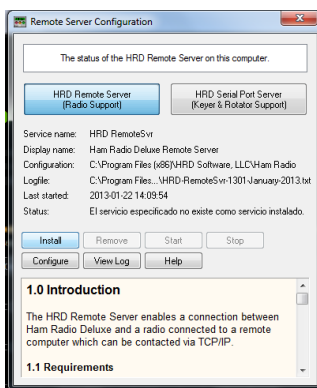 Remote Server Configuration
The status of the HRD Remote Server on this computer.
HRD Remote Server
(Radio Support)
HRD Serial Port Server
(Keyer & Rotator Support)
Service name: HRD RemoteSvr
Display name: Ham Radio Deluxe Remote Server
Configuration: C:\Program Files (x86)\HRD Software, LLC\Ham Radio
Logfile: C:\Program Files...\HRD-RemoteSvr-1301-January-2013.txt
Last started: 2013-01-22 14:09:54
Status: El servicio especificado no existe como servicio instalado.
Install Remove Start Stop
Configure View Log Help
1.0 Introduction
The HRD Remote Server enables a connection between
Ham Radio Deluxe and a radio connected to a remote
computer which can be contacted via TCP/IP.
1.1 Requirements